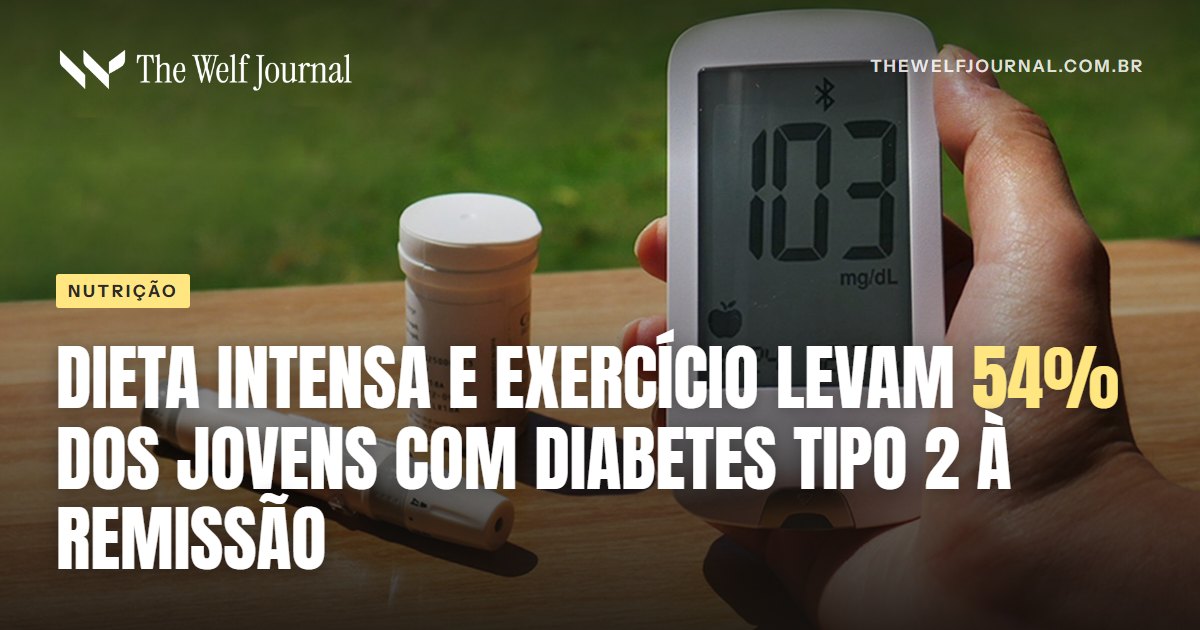 The Welf Journal
THEWELFJOURNAL.COM.BR
103
mg/dL
NUTRIÇÃO
DIETA INTENSA E EXERCÍCIO LEVAM 54%
DOS JOVENS COM DIABETES TIPO 2 À
REMISSÃO